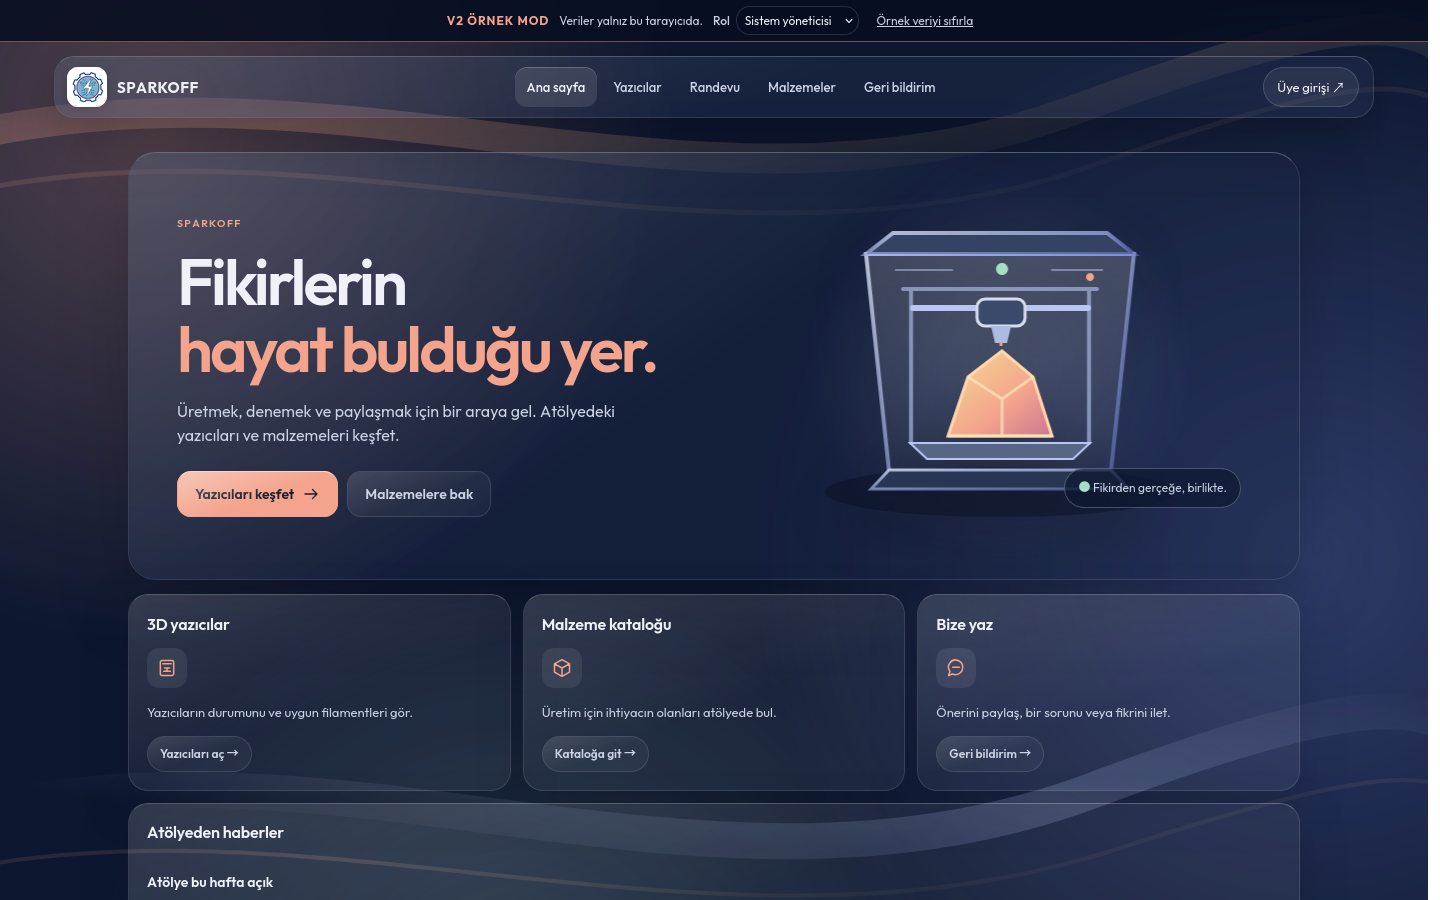 V2 ÖRNEK MOD Veriler yalnız bu tarayıcıda. Rol Sistem yöneticisi Örnek veriyi sıfırla
SPARKOFF Ana sayfa Yazıcılar Randevu Malzemeler Geri bildirim Üye girişi ↗
SPARKOFF
Fikirlerin
hayat bulduğu yer.
Üretmek, denemek ve paylaşmak için bir araya gel. Atölyedeki
yazıcıları ve malzemeleri keşfet.
Yazıcıları keşfet → Malzemelere bak
Fikirden gerçeğe, birlikte.
3D yazıcılar
Yazıcıların durumunu ve uygun filamentleri gör.
Yazıcıları aç →
Malzeme kataloğu
Üretim için ihtiyacın olanları atölyede bul.
Kataloğa git →
Bize yaz
Önerini paylaş, bir sorunu veya fikrini ilet.
Geri bildirim →
Atölyeden haberler
Atölye bu hafta açık